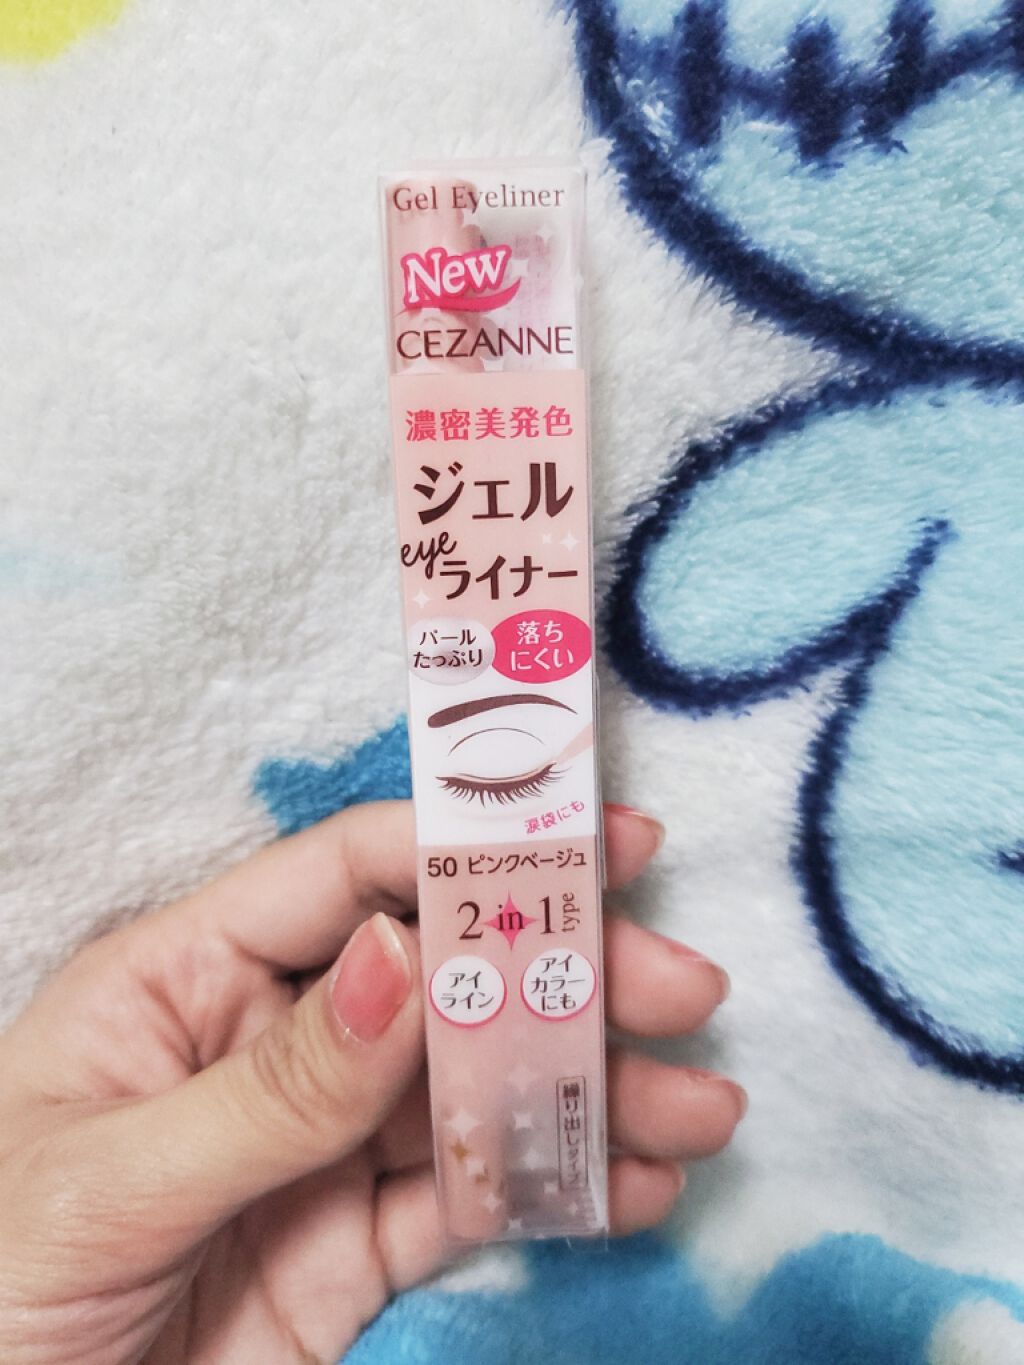 Gel Eyeliner
New
CEZANNE
濃密美発色
ジェル
eye
ライナー
パール
たっぷり
落ち
にくい
涙袋にも
50 ピンクベージュ
2 in 1 type
アイ
ライン
アイ
カラー
にも
繰り出しタイプ